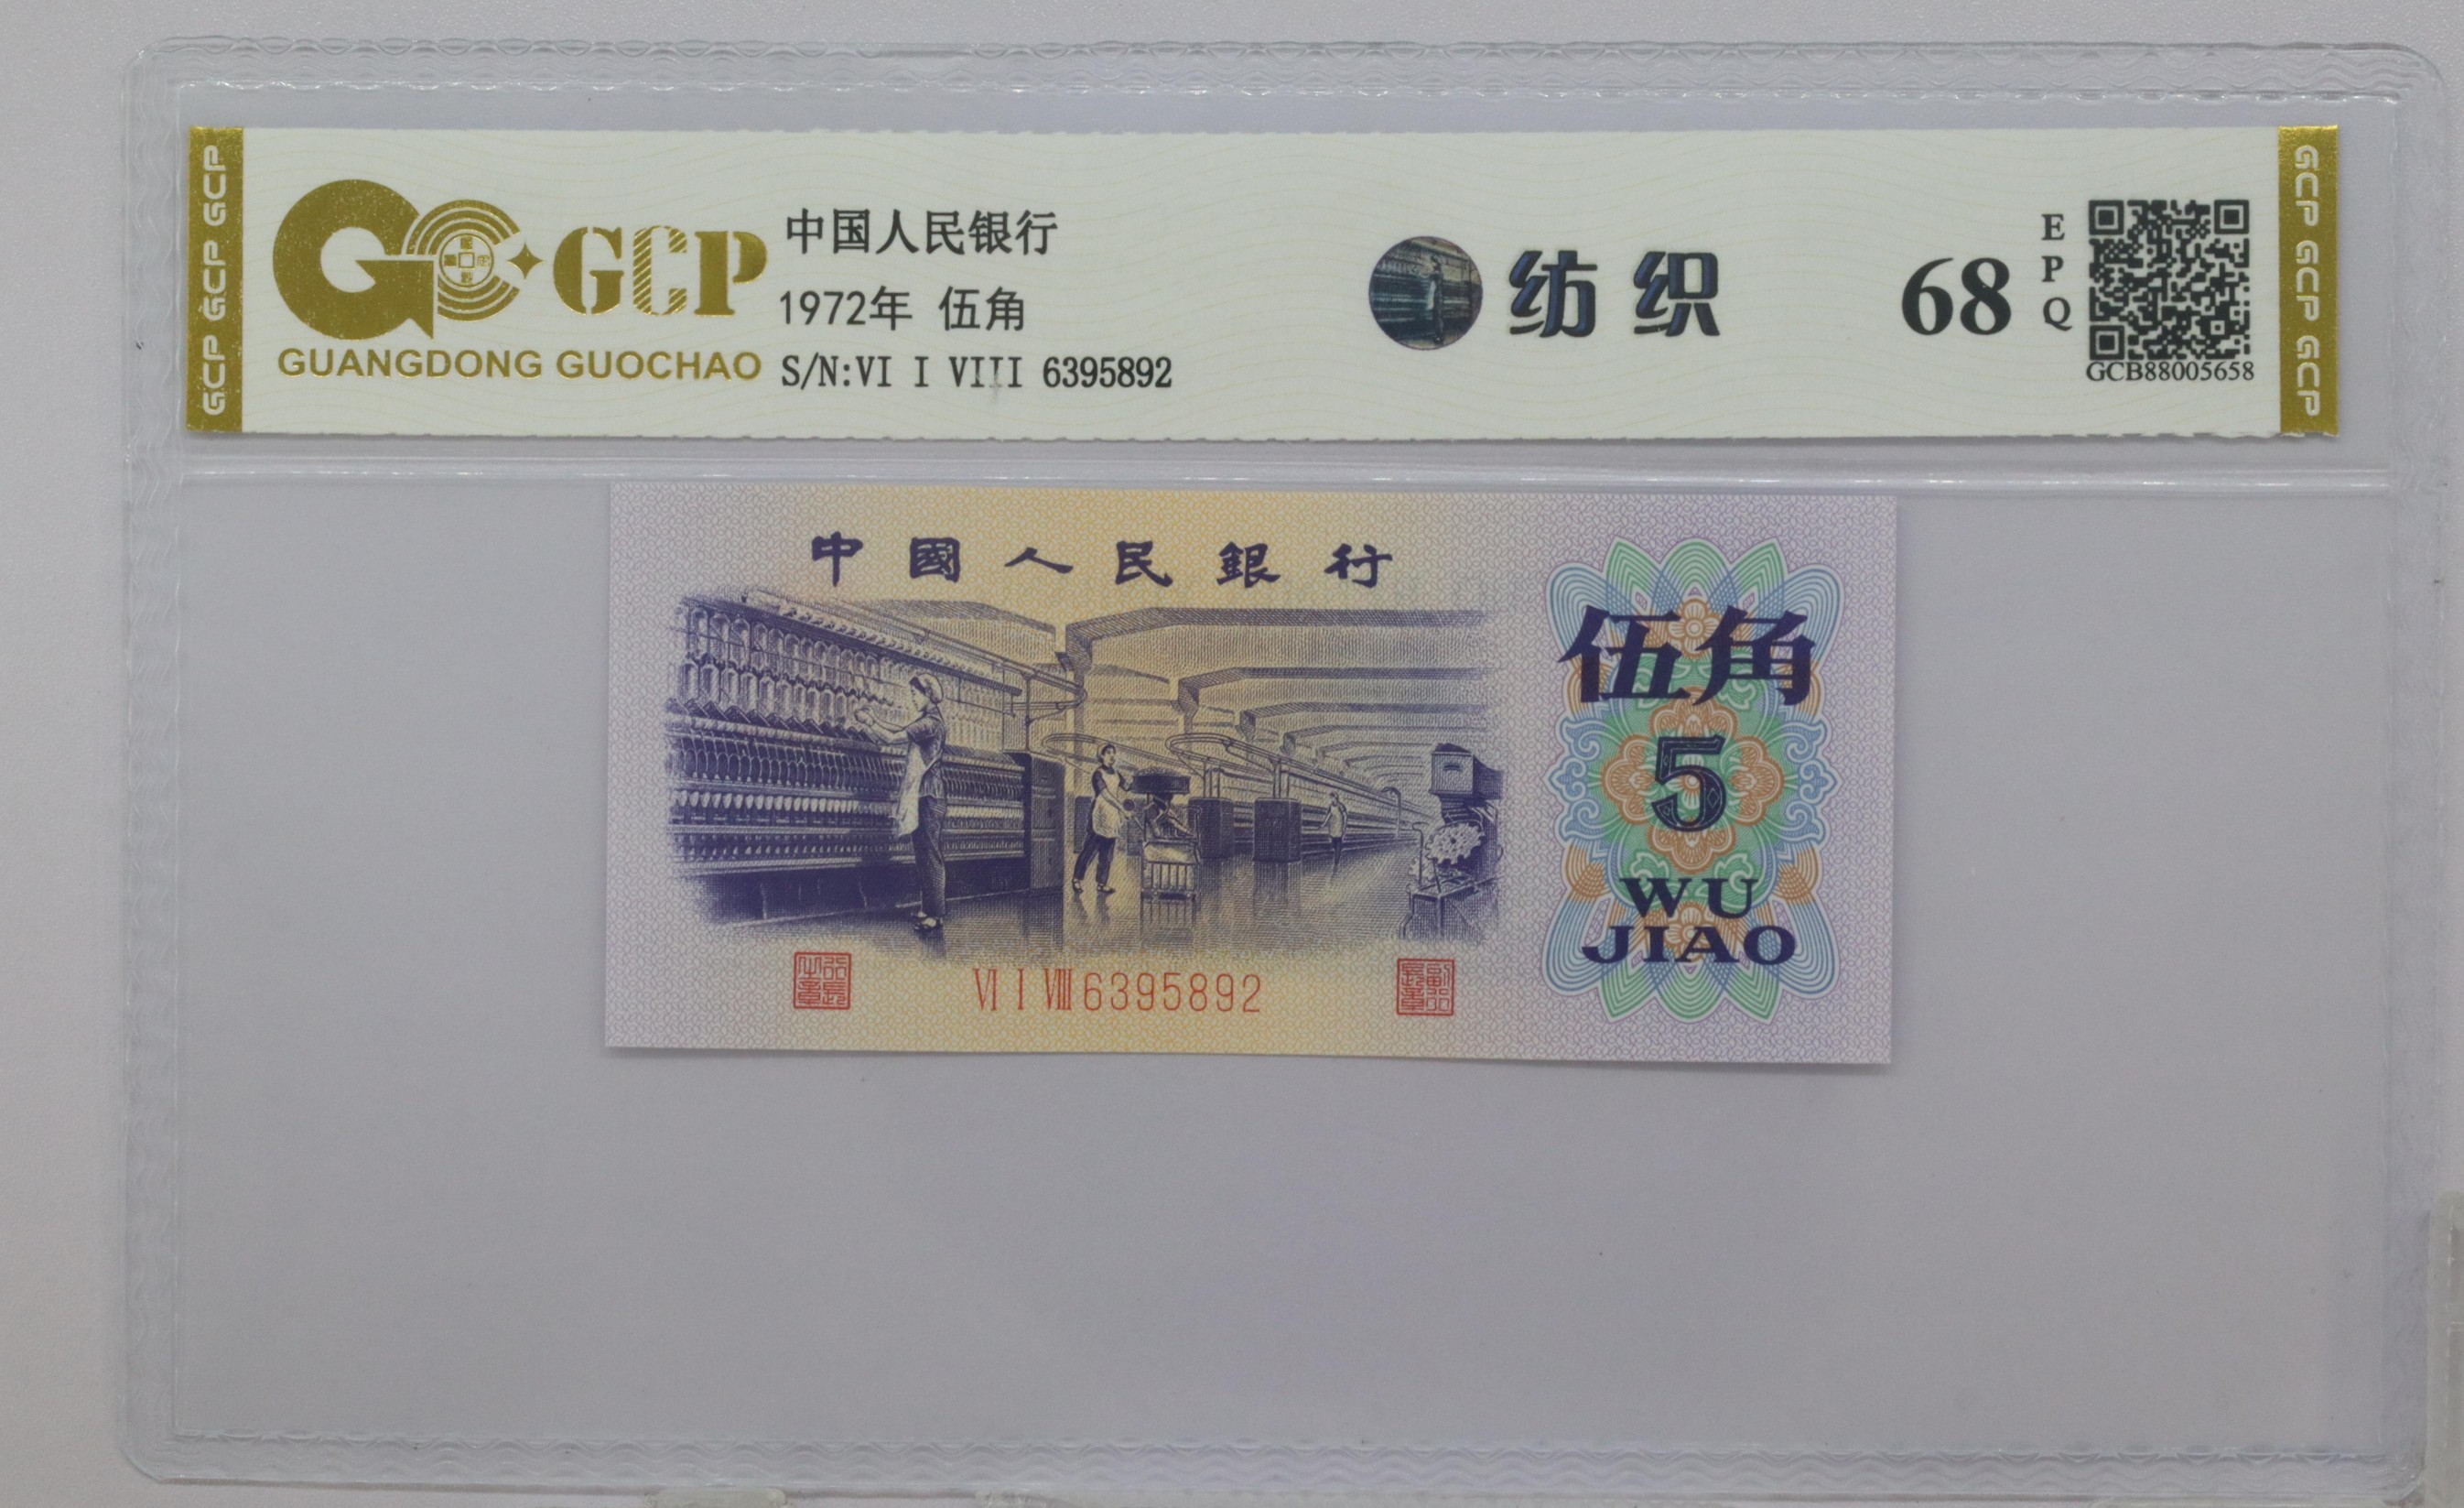 GCP GCP GCP
GCP
GUANGDONG GUOCHAO
中国人民银行
1972年 伍角
S/N:VI I VIII 6395892
纺织
68
EPQ
GCB88005658
GCP GCP GCP
中國人民銀行
伍角
5
WU
JIAO
VI I VIII 6395892